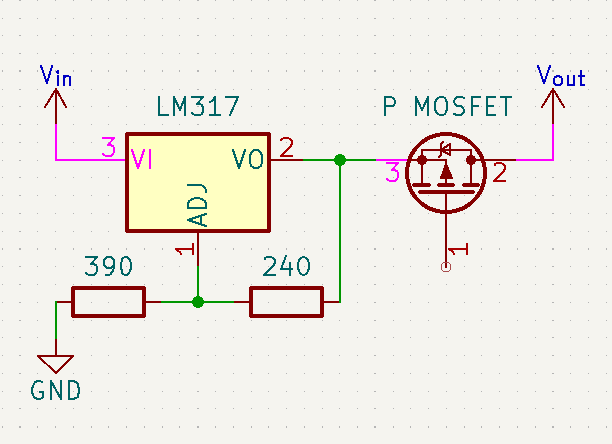 Vin
Vout
LM317
P MOSFET
3
VI
VO
2
3
2
ADJ
1
1
390
240
GND